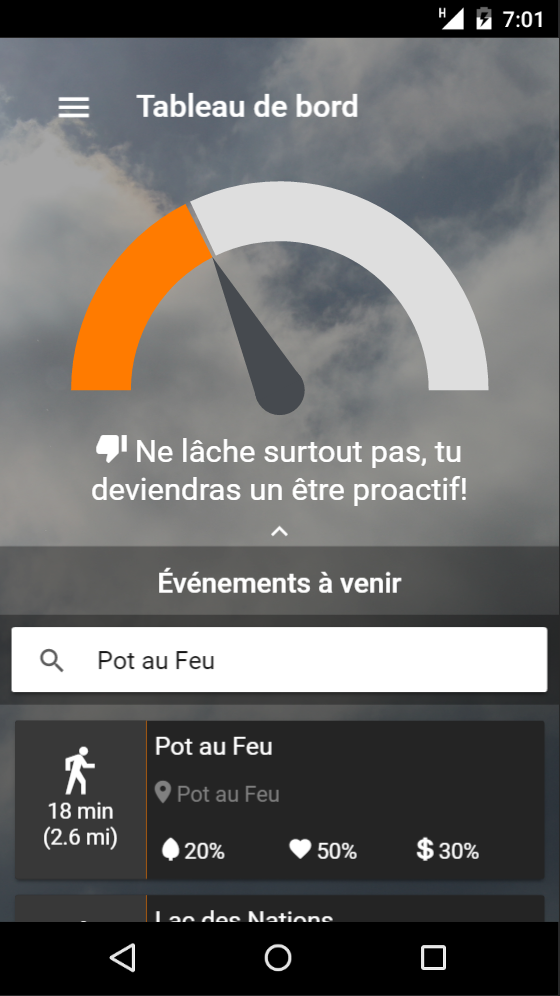 H 7:01
Tableau de bord
Ne lâche surtout pas, tu
deviendras un être proactif!
Événements à venir
Pot au Feu
Pot au Feu
Pot au Feu
18 min
(2.6 mi)
20% 50% $ 30%
Lac des Nations